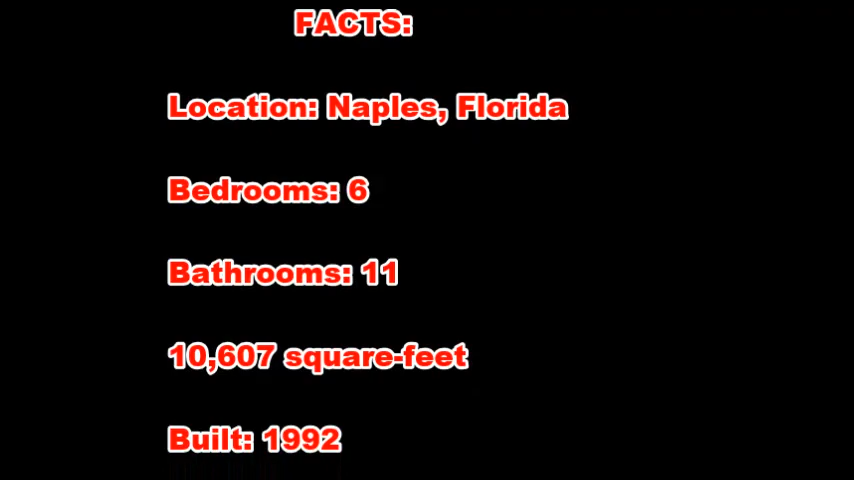 FACTS:
Location: Naples, Florida
Bedrooms: 6
Bathrooms: 11
10,607 square-feet
Built: 1992